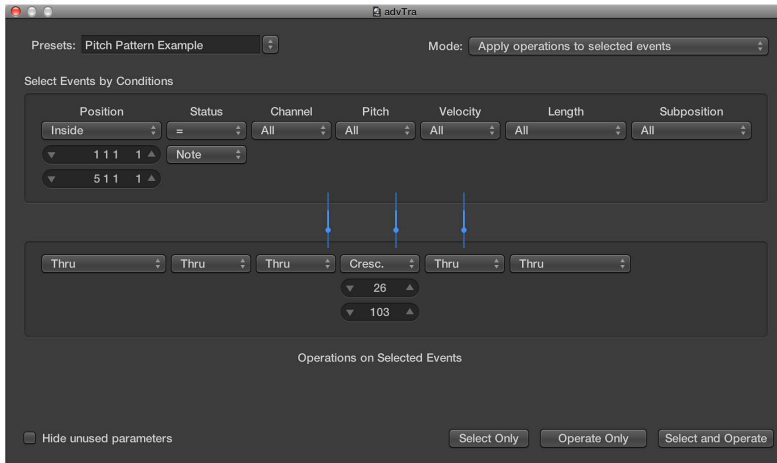 advTra
Presets: Pitch Pattern Example Mode: Apply operations to selected events
Select Events by Conditions
Position Status Channel Pitch Velocity Length Subposition
Inside = All All All All All
1 1 1 1 Note
5 1 1 1
Thru Thru Thru Cresc. Thru Thru
26
103
Operations on Selected Events
Hide unused parameters Select Only Operate Only Select and Operate